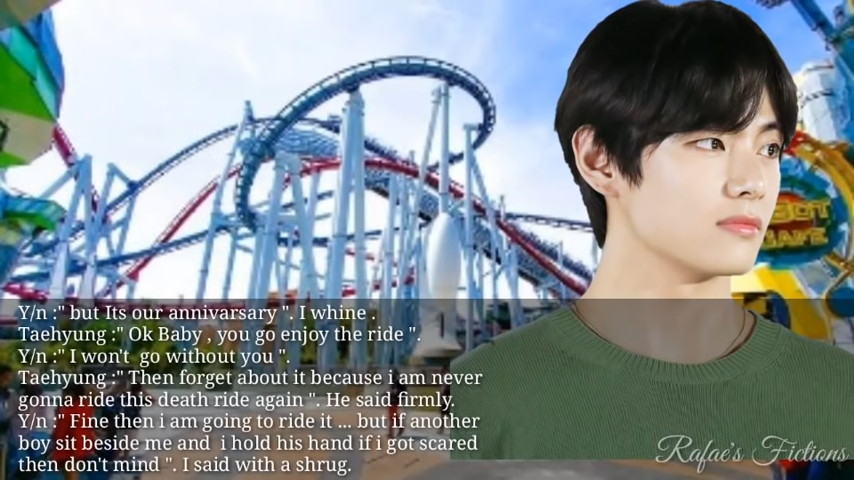 BOT
Y/n :" but Its our annivarsary ". I whine .
Taehyung :" Ok Baby , you go enjoy the ride ".
Y/n :" I won't go without you ".
Taehyung :" Then forget about it because i am never
gonna ride this death ride again ". He said firmly.
Y/n :" Fine then i am going to ride it ... but if another
boy sit beside me and i hold his hand if i got scared
then don't mind ". I said with a shrug.
Rafae's Fictions